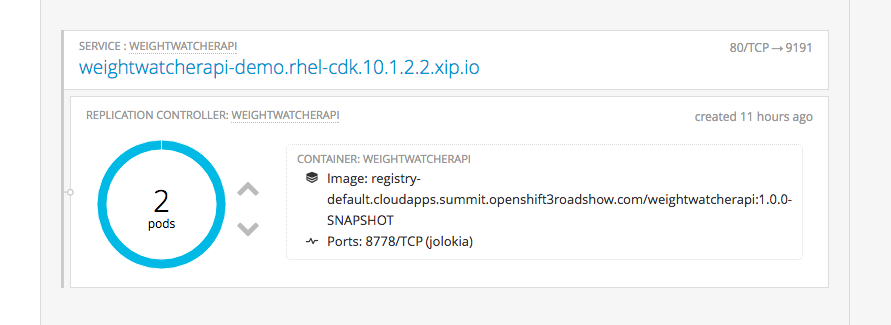 SERVICE : WEIGHTWATCHERAPI
80/TCP → 9191
weightwatcherapi-demo.rhel-cdk.10.1.2.2.xip.io
REPLICATION CONTROLLER: WEIGHTWATCHERAPI
created 11 hours ago
2
pods
CONTAINER: WEIGHTWATCHERAPI
Image: registry-
default.cloudapps.summit.openshift3roadshow.com/weightwatcherapi:1.0.0-
SNAPSHOT
Ports: 8778/TCP (jolokia)